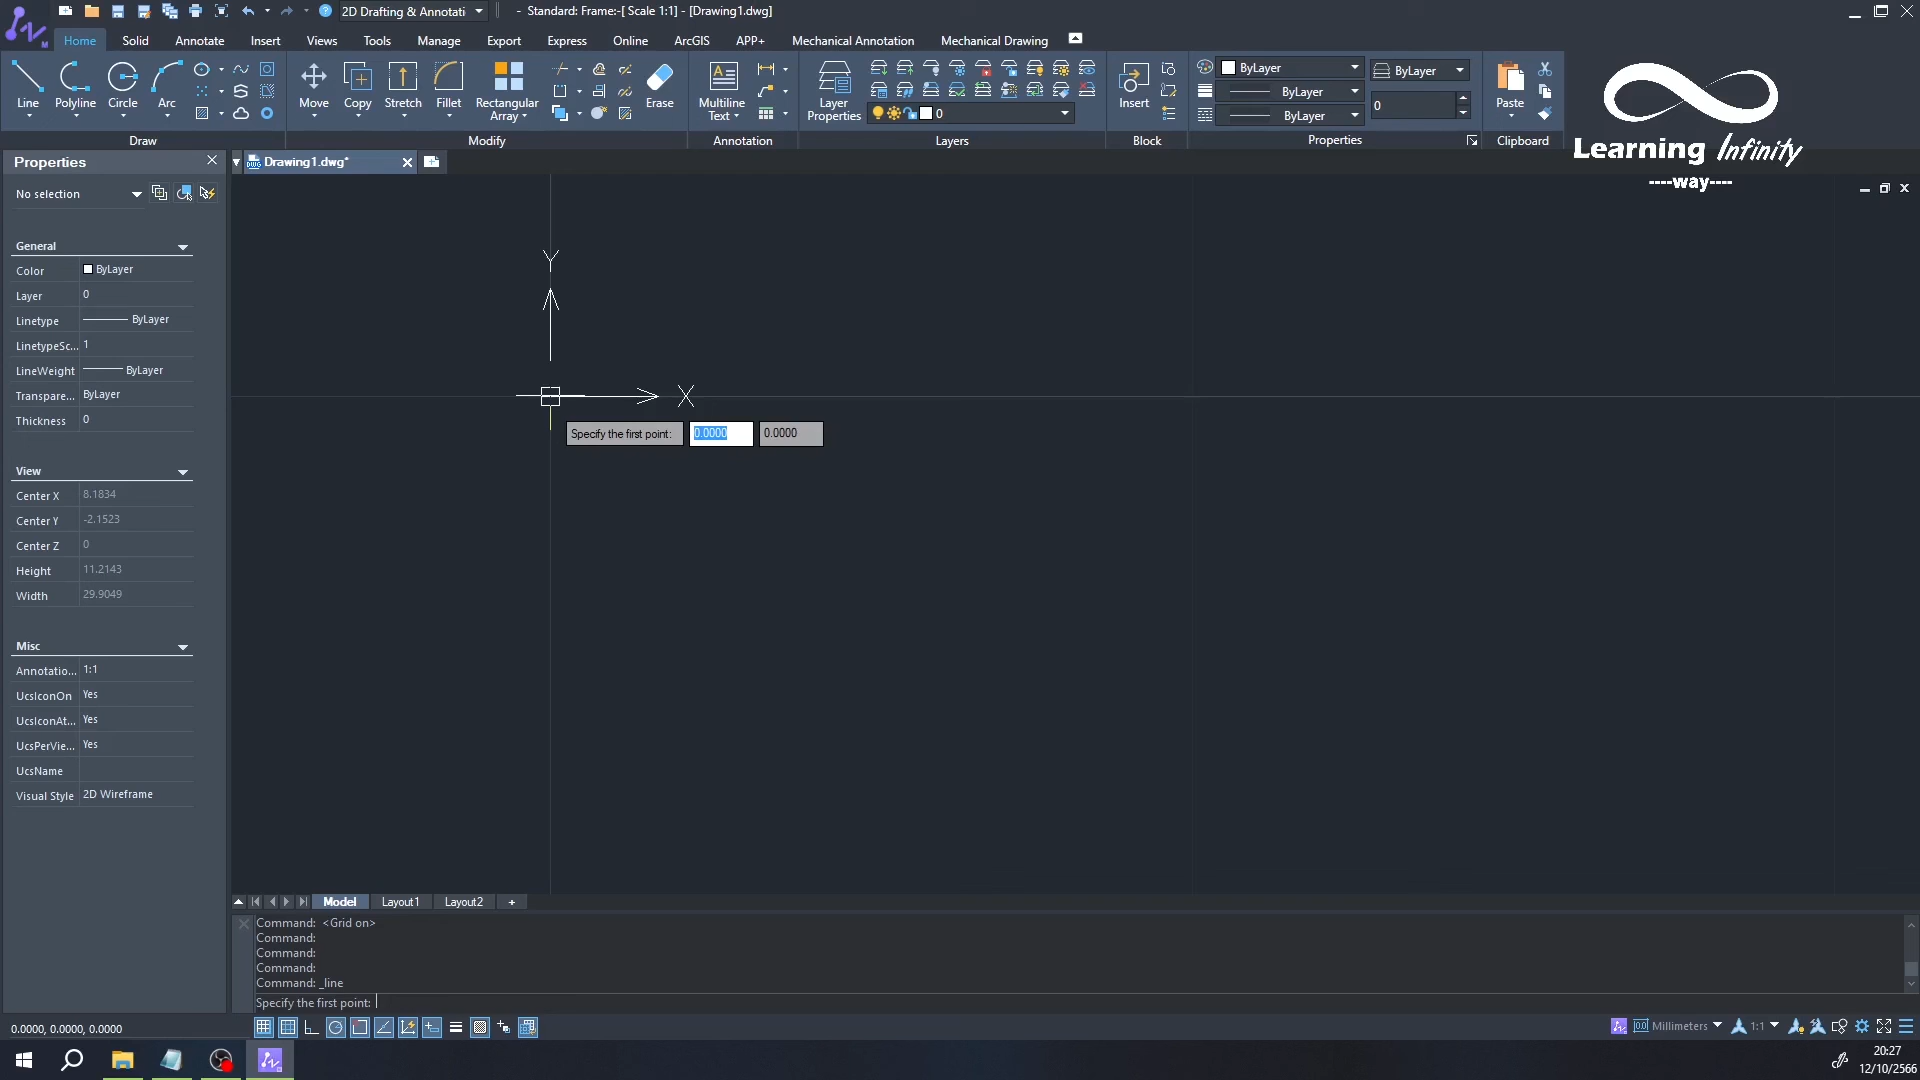 2D Drafting & Annotati
- Standard: Frame:-[ Scale 1:1] - [Drawing1.dwg]
Home Solid Annotate Insert Views Tools Manage Export Express Online ArcGIS APP+ Mechanical Annotation Mechanical Drawing
Line Polyline Circle Arc Move Copy Stretch Fillet Rectangular Array Erase Multiline Text Layer Properties 0 Insert ByLayer ByLayer ByLayer ByLayer 0 Paste
Draw Modify Annotation Layers Block Properties Clipboard
Learning Infinity
----way----
Properties
Drawing1.dwg*
No selection
General
Color ByLayer
Layer 0
Linetype ByLayer
LinetypeSc... 1
LineWeight ByLayer
Transpare... ByLayer
Thickness 0
View
Center X 8.1834
Center Y -2.1523
Center Z 0
Height 11.2143
Width 29.9049
Misc
Annotatio... 1:1
UcsIconOn Yes
UcsIconAt... Yes
UcsPerVie... Yes
UcsName
Visual Style 2D Wireframe
Y
X
Specify the first point: 0.0000 0.0000
Model Layout1 Layout2 +
Command: <Grid on>
Command:
Command:
Command:
Command: _line
Specify the first point:
0.0000, 0.0000, 0.0000
Millimeters 1:1
20:27
12/10/2566